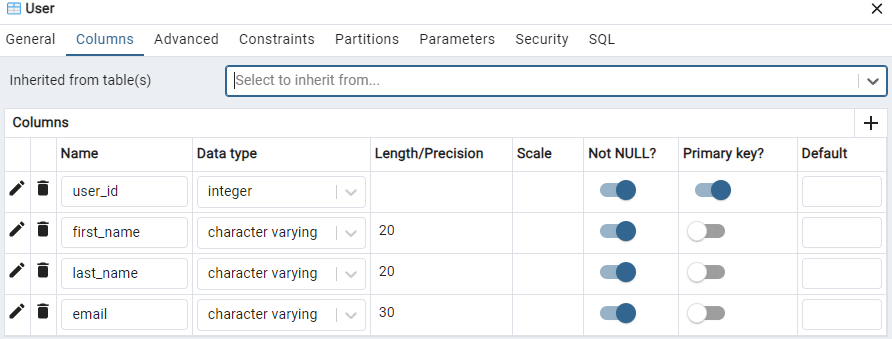 User
General Columns Advanced Constraints Partitions Parameters Security SQL
Inherited from table(s) Select to inherit from...
Columns
Name Data type Length/Precision Scale Not NULL? Primary key? Default
user_id integer
first_name character varying 20
last_name character varying 20
email character varying 30